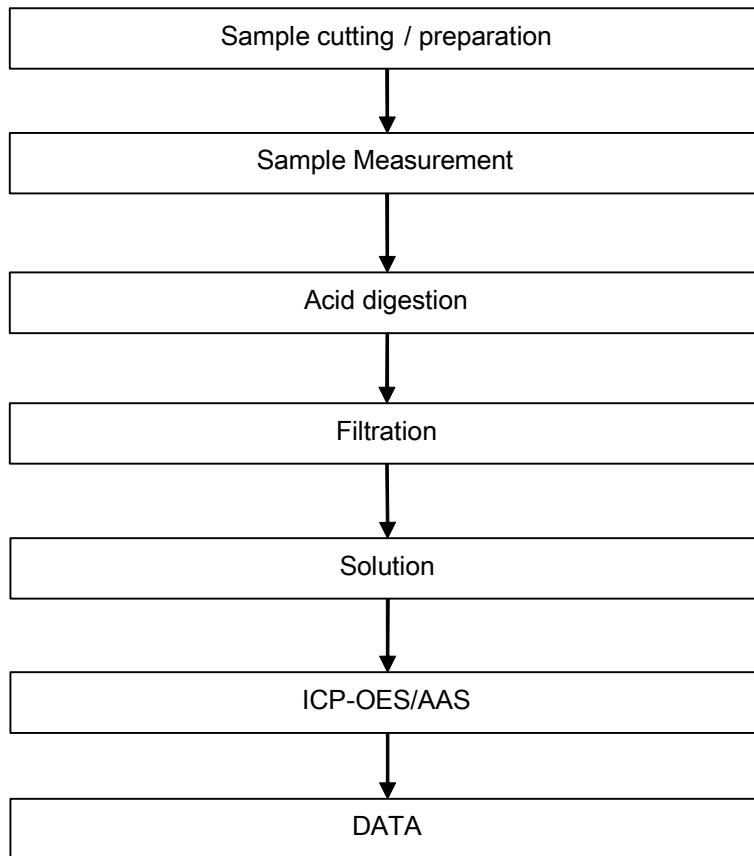 Sample cutting / preparation
Sample Measurement
Acid digestion
Filtration
Solution
ICP-OES/AAS
DATA